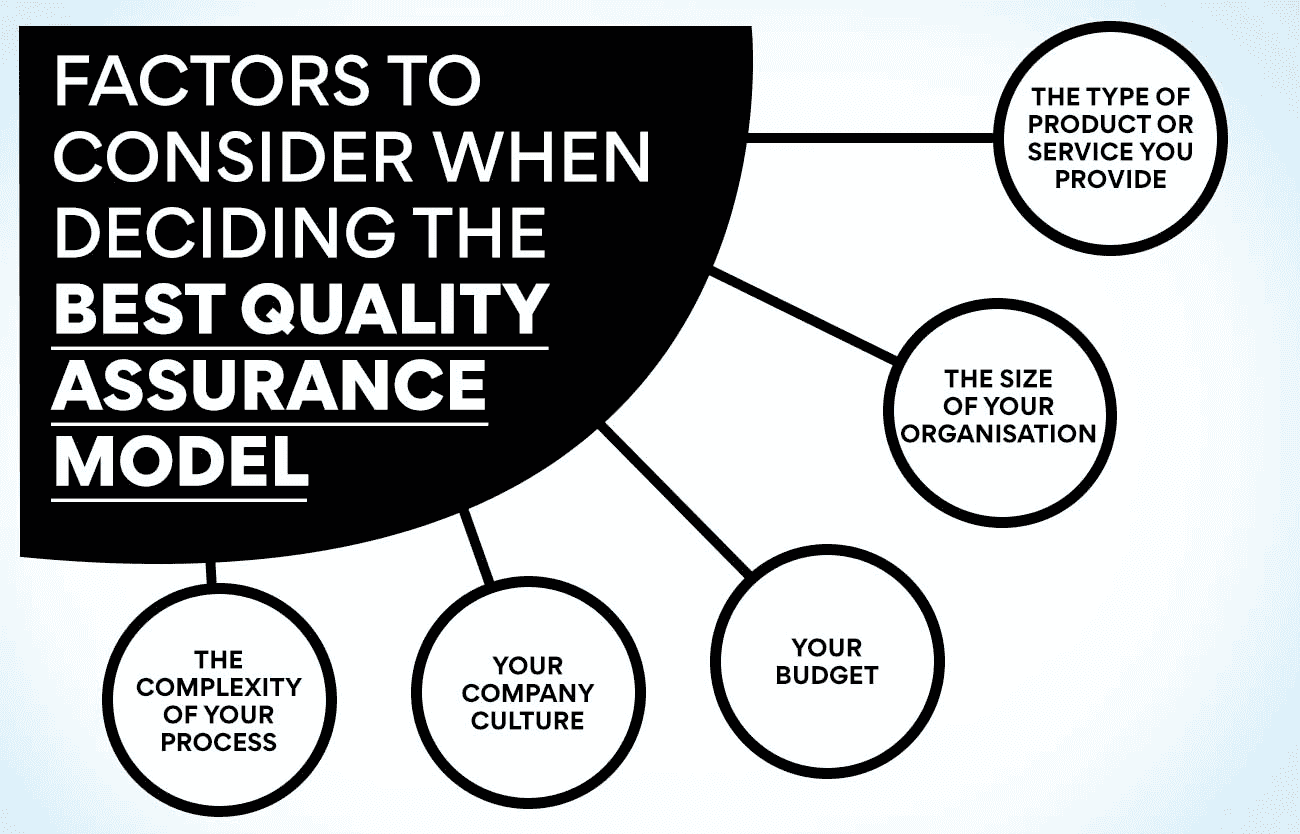 FACTORS TO
CONSIDER WHEN
DECIDING THE
BEST QUALITY
ASSURANCE
MODEL
THE TYPE OF
PRODUCT OR
SERVICE YOU
PROVIDE
THE SIZE
OF YOUR
ORGANISATION
YOUR
BUDGET
YOUR
COMPANY
CULTURE
THE
COMPLEXITY
OF YOUR
PROCESS